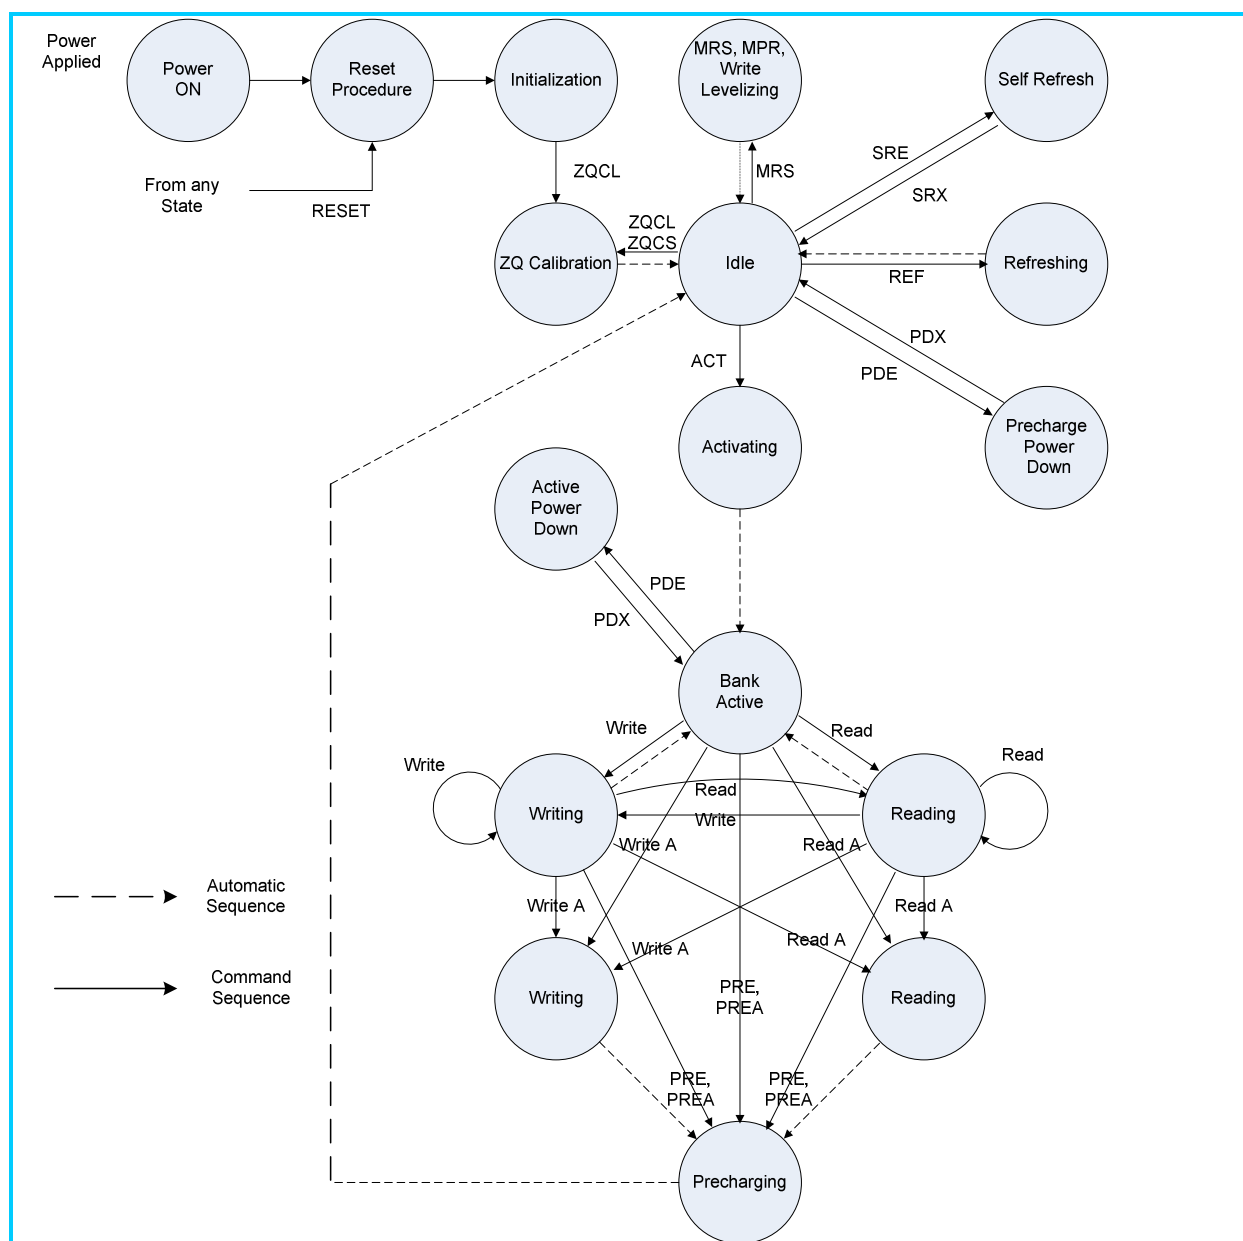 Power
Applied
Power
ON
Reset
Procedure
Initialization
MRS, MPR,
Write
Levelizing
Self Refresh
From any
State
RESET
ZQCL
MRS
SRE
SRX
ZQCL
ZQCS
ZQ Calibration
Idle
REF
Refreshing
ACT
PDX
PDE
Activating
Precharge
Power
Down
Active
Power
Down
PDE
PDX
Bank
Active
Write
Read
Write
Read
Writing
Read
Write
Reading
Write A
Read A
Automatic
Sequence
Write A
Read A
Write A
Read A
Command
Sequence
Writing
PRE,
PREA
Reading
PRE,
PREA
PRE,
PREA
Precharging